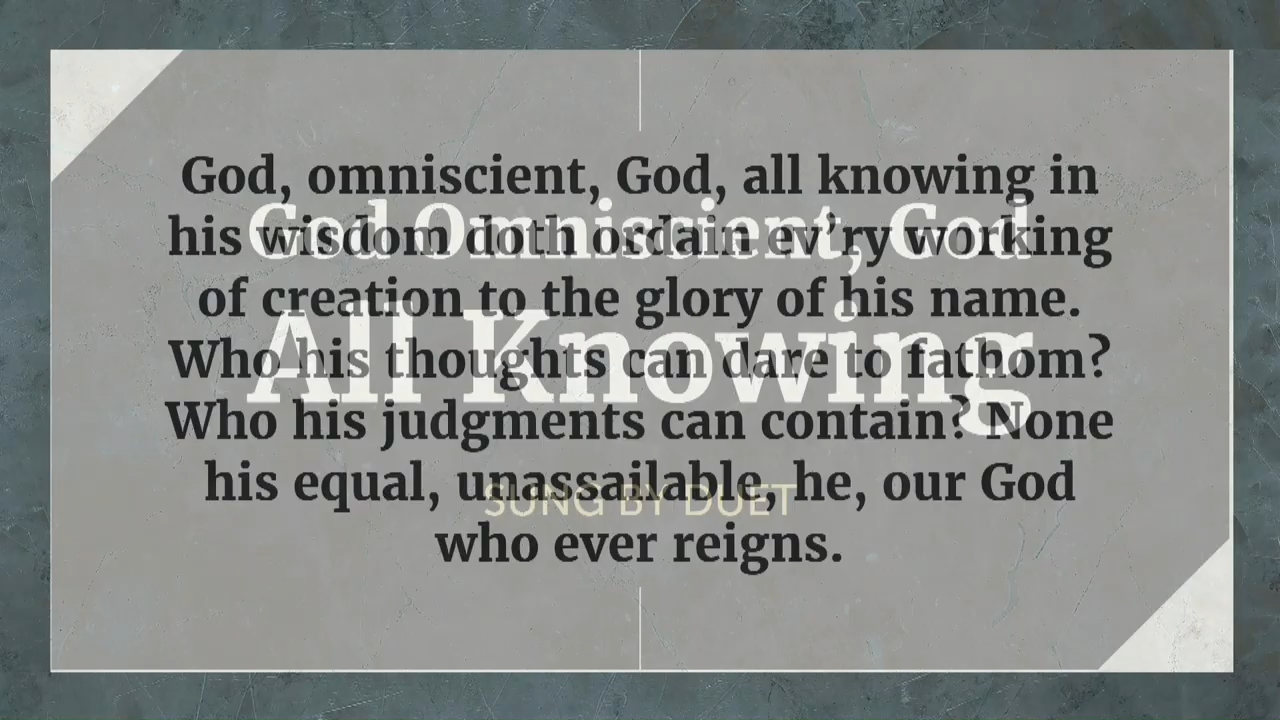 God, omniscient, God, all knowing in
his wisdom doth ordain ev’ry working
of creation to the glory of his name.
Who his thoughts can dare to fathom?
Who his judgments can contain? None
his equal, unassailable, he, our God
who ever reigns.
God Omniscient, God
All Knowing
SUNG BY DUET